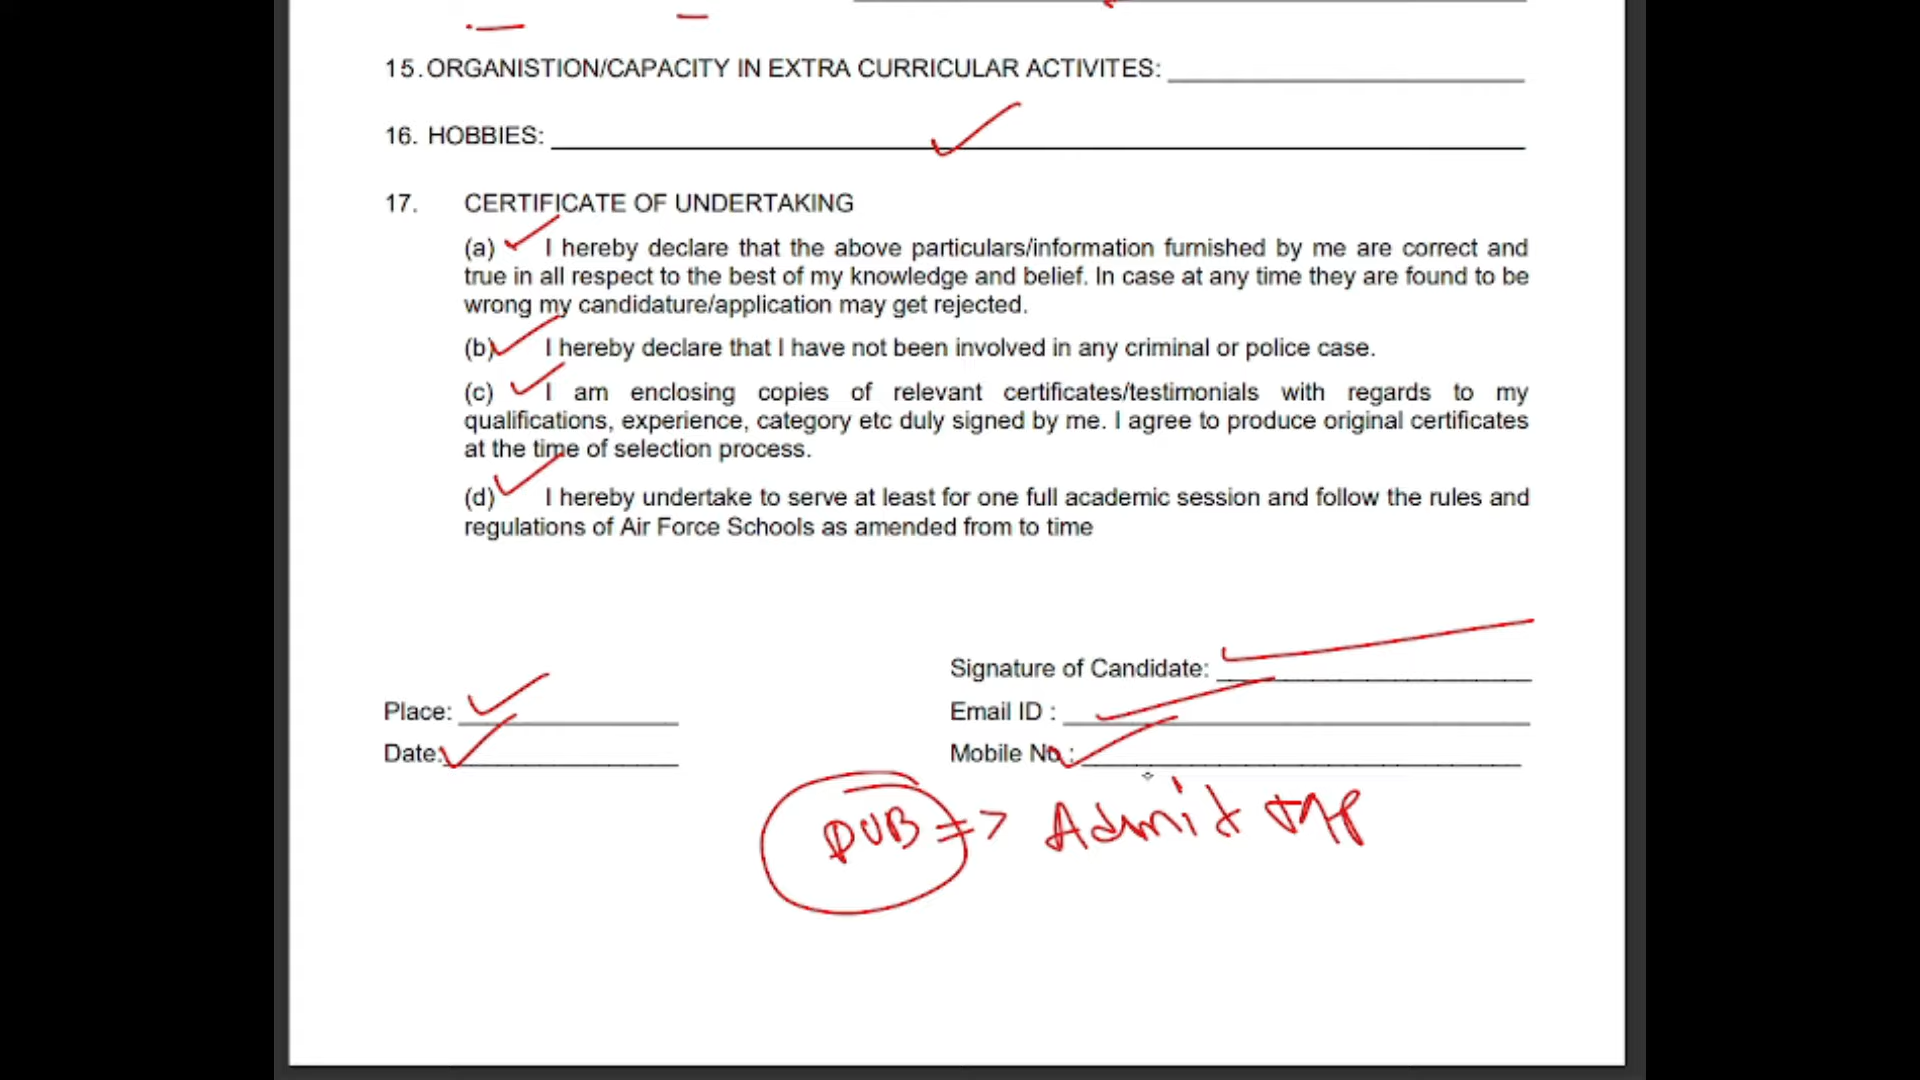 15. ORGANISTION/CAPACITY IN EXTRA CURRICULAR ACTIVITES:
16. HOBBIES:
17. CERTIFICATE OF UNDERTAKING
(a) I hereby declare that the above particulars/information furnished by me are correct and
true in all respect to the best of my knowledge and belief. In case at any time they are found to be
wrong my candidature/application may get rejected.
(b) I hereby declare that I have not been involved in any criminal or police case.
(c) I am enclosing copies of relevant certificates/testimonials with regards to my
qualifications, experience, category etc duly signed by me. I agree to produce original certificates
at the time of selection process.
(d) I hereby undertake to serve at least for one full academic session and follow the rules and
regulations of Air Force Schools as amended from to time
Signature of Candidate:
Place:
Email ID :
Date:
Mobile No.:
=> Admit